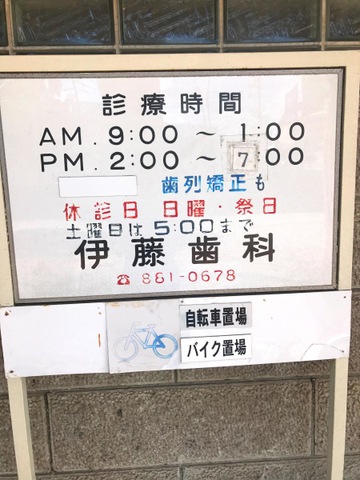 診療時間
AM. 9:00 〜 1:00
PM. 2:00 〜 7:00
歯列矯正も
休診日 日曜・祭日
土曜日は5:00まで
伊藤歯科
☎ 861-0678
自転車置場
バイク置場